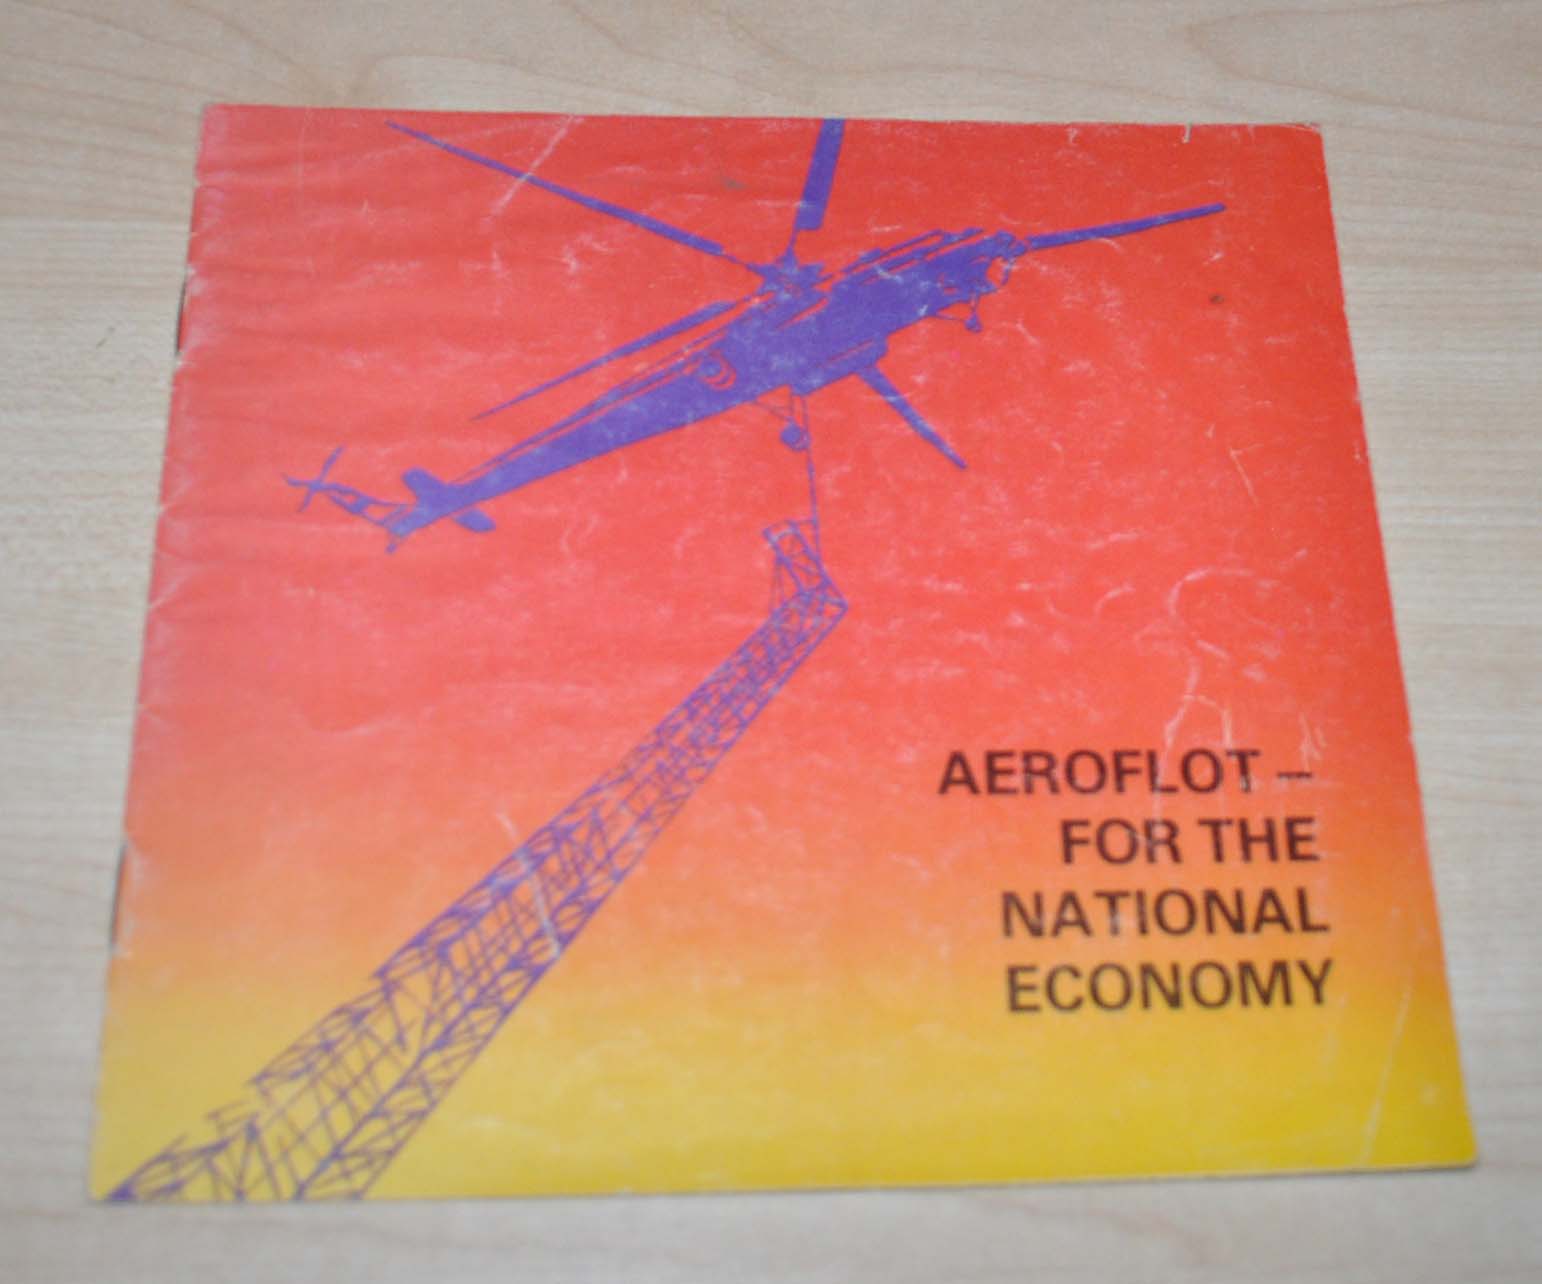 AEROFLOT –
FOR THE
NATIONAL
ECONOMY